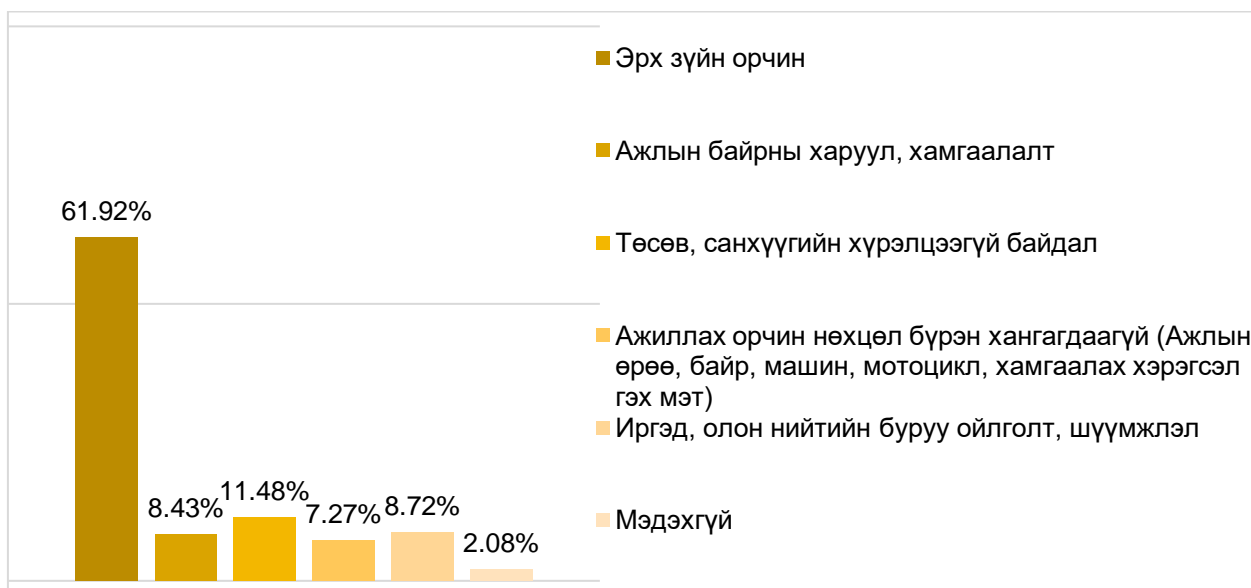 61.92%
8.43%
11.48%
7.27%
8.72%
2.08%
Эрх зүйн орчин
Ажлын байрны харуул, хамгаалалт
Төсөв, санхүүгийн хүрэлцээгүй байдал
Ажиллах орчин нөхцөл бүрэн хангагдаагүй (Ажлын
өрөө, байр, машин, мотоцикл, хамгаалах хэрэгсэл
гэх мэт)
Иргэд, олон нийтийн буруу ойлголт, шүүмжлэл
Мэдэхгүй